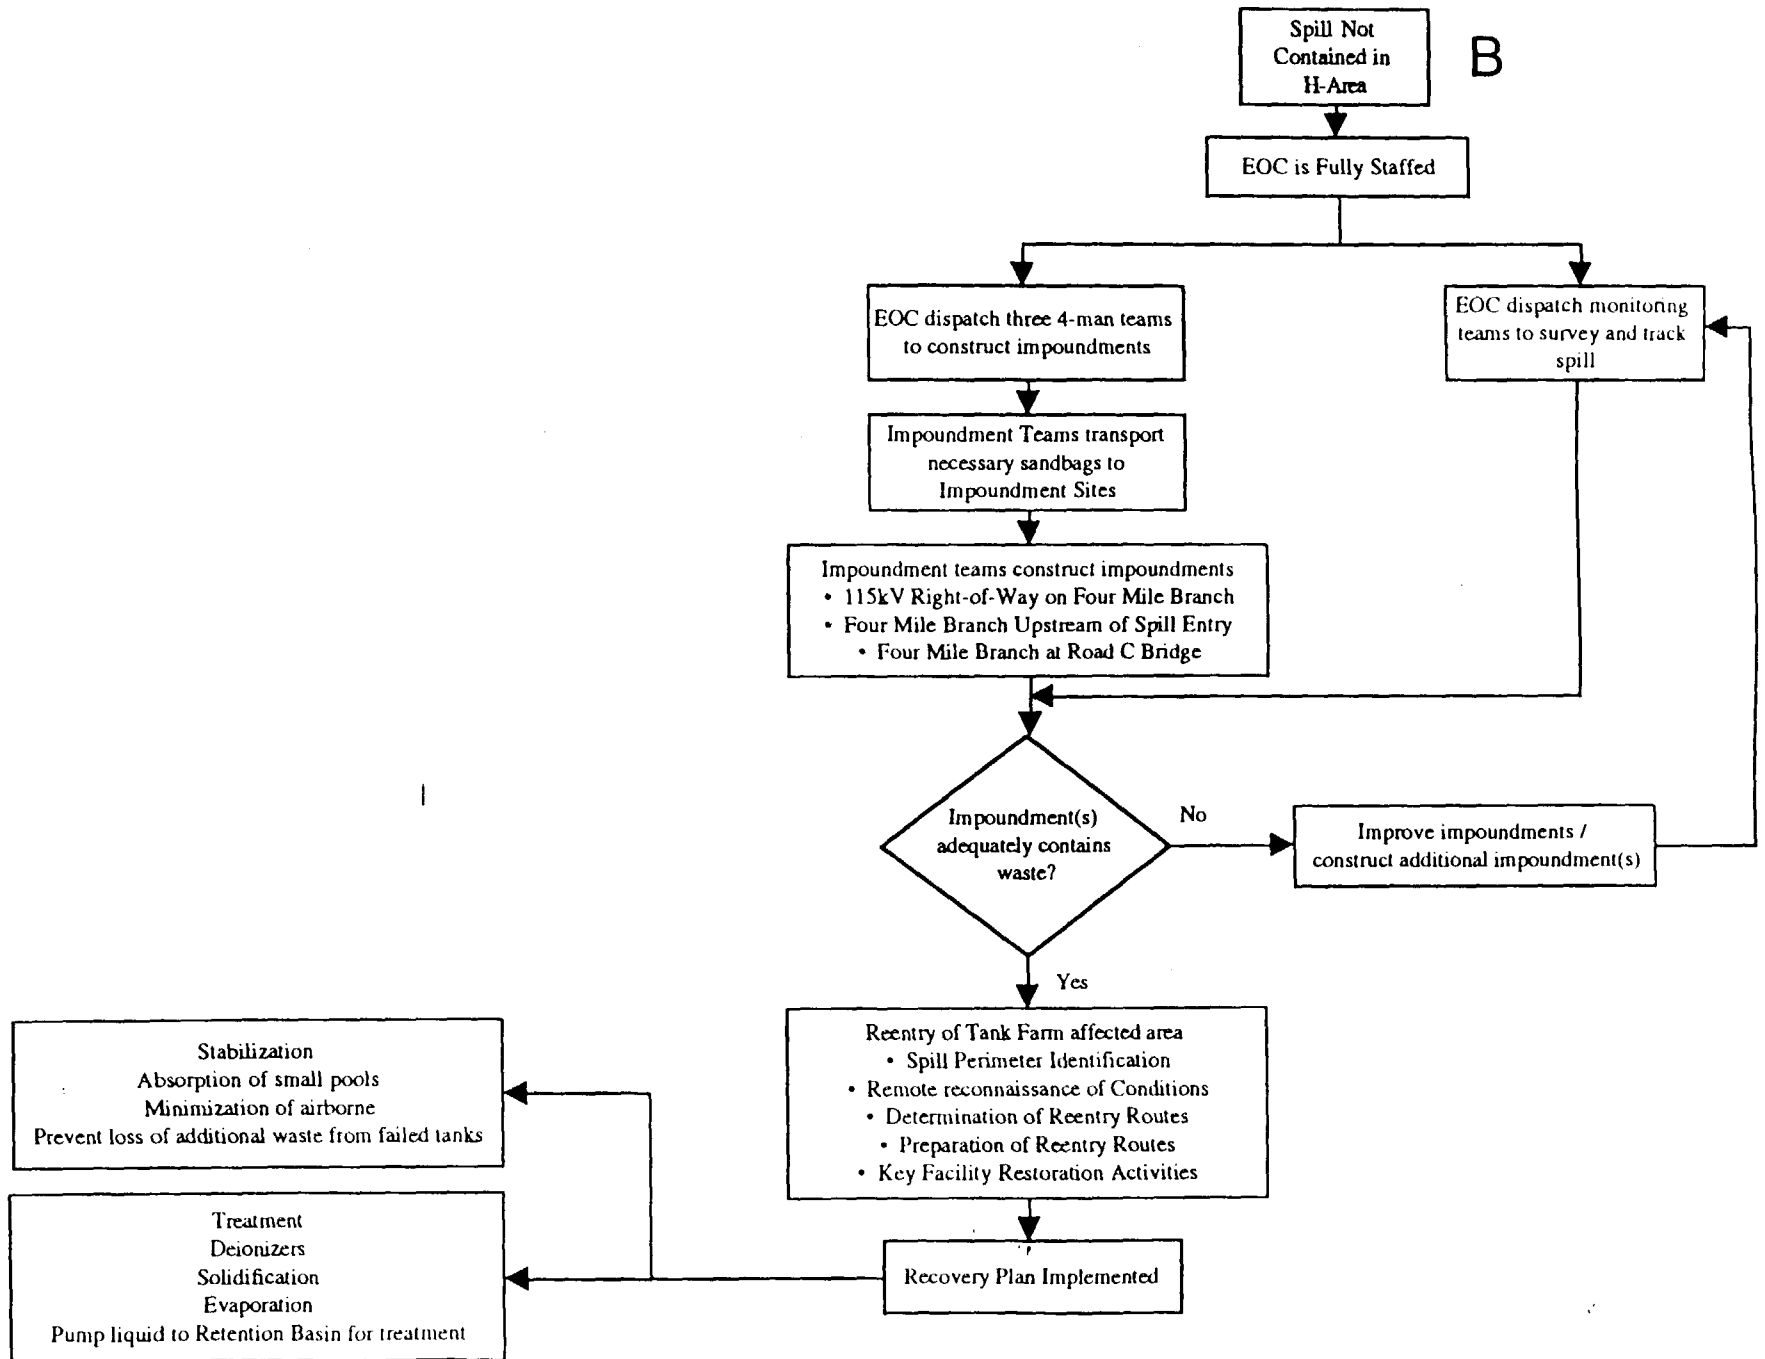 Spill Not
Contained in
H-Area
B
EOC is Fully Staffed
EOC dispatch three 4-man teams
to construct impoundments
EOC dispatch monitoring
teams to survey and track
spill
Impoundment Teams transport
necessary sandbags to
Impoundment Sites
Impoundment teams construct impoundments
• 115kV Right-of-Way on Four Mile Branch
• Four Mile Branch Upstream of Spill Entry
• Four Mile Branch at Road C Bridge
Impoundment(s)
adequately contains
waste?
No
Improve impoundments /
construct additional impoundment(s)
Yes
Reentry of Tank Farm affected area
• Spill Perimeter Identification
• Remote reconnaissance of Conditions
• Determination of Reentry Routes
• Preparation of Reentry Routes
• Key Facility Restoration Activities
Recovery Plan Implemented
Stabilization
Absorption of small pools
Minimization of airborne
Prevent loss of additional waste from failed tanks
Treatment
Deionizers
Solidification
Evaporation
Pump liquid to Retention Basin for treatment